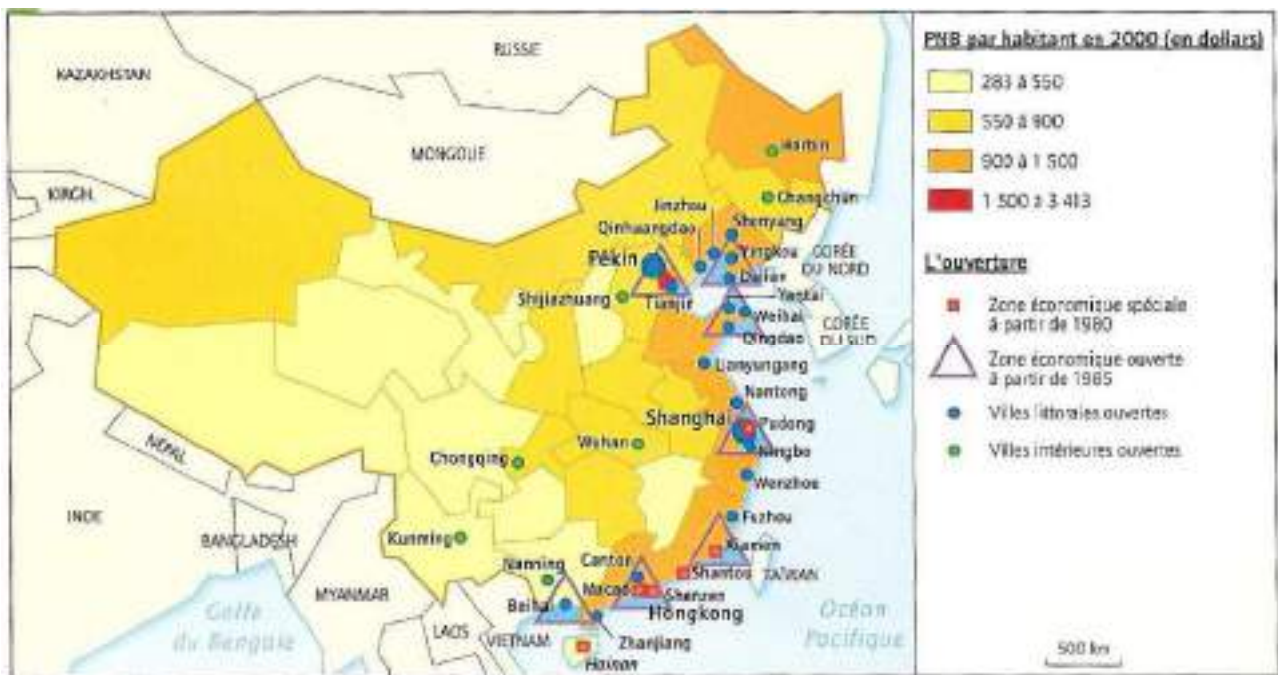 RUSSIE
KAZAKHSTAN
MONGOLIE
KIRGH.
Harbin
Changchun
Jinzhou
Shenyang
Qinhuangdao
Yingkou
CORÉE
DU NORD
Pékin
Dalian
Shijiazhuang
Tianjin
Yantai
Weihai
CORÉE
DU SUD
Qingdao
Lianyungang
Nantong
Shanghai
Pudong
Ningbo
Wuhan
Chongqing
Wenzhou
NEPAL
INDE
BANGLADESH
Kunming
Fuzhou
Xiamen
Nanning
Canton
Shantou
TAIWAN
Macao
Shenzen
MYANMAR
Beihai
Hongkong
Golfe
du Bengale
LAOS
VIETNAM
Zhanjiang
Océan
Pacifique
Hainan
PNB par habitant en 2000 (en dollars)
283 à 550
550 à 900
900 à 1 500
1 500 à 3 413
L'ouverture
Zone économique spéciale
à partir de 1980
Zone économique ouverte
à partir de 1985
Villes littorales ouvertes
Villes intérieures ouvertes
500 km